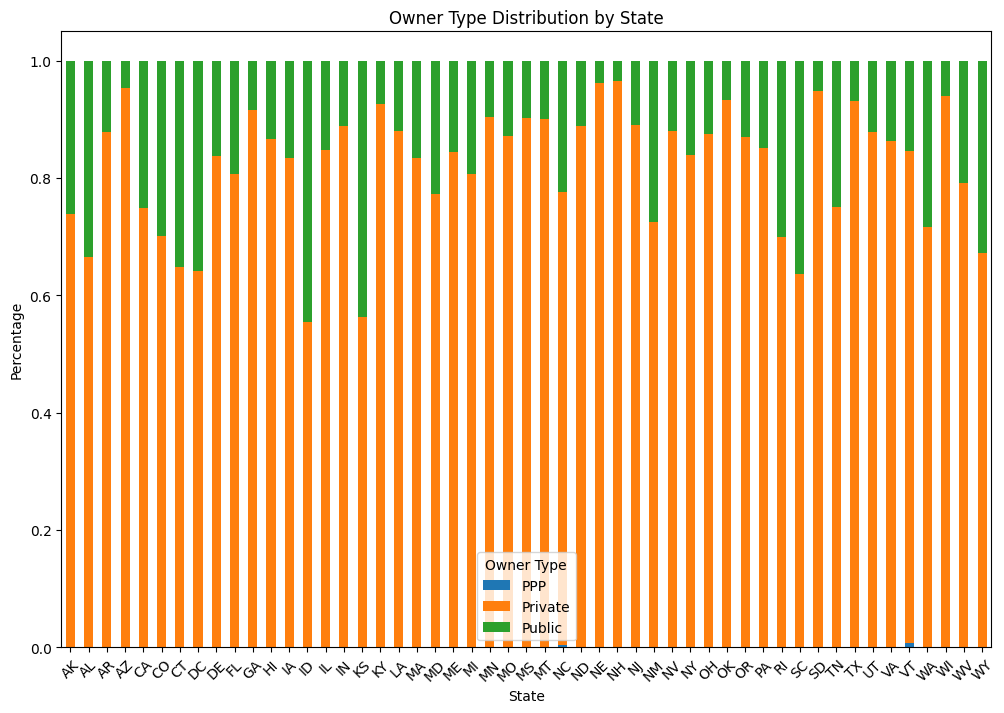 Owner Type Distribution by State
Percentage
1.0
0.8
0.6
0.4
0.2
0.0
Owner Type
PPP
Private
Public
AK AL AR AZ CA CO CT DC DE FL GA HI IA ID IL IN KS KY LA MA MD ME MI MN MO MS MT NC ND NE NH NJ NM NV NY OH OK OR PA RI SC SD TN TX UT VA VT WA WI WV WY
State